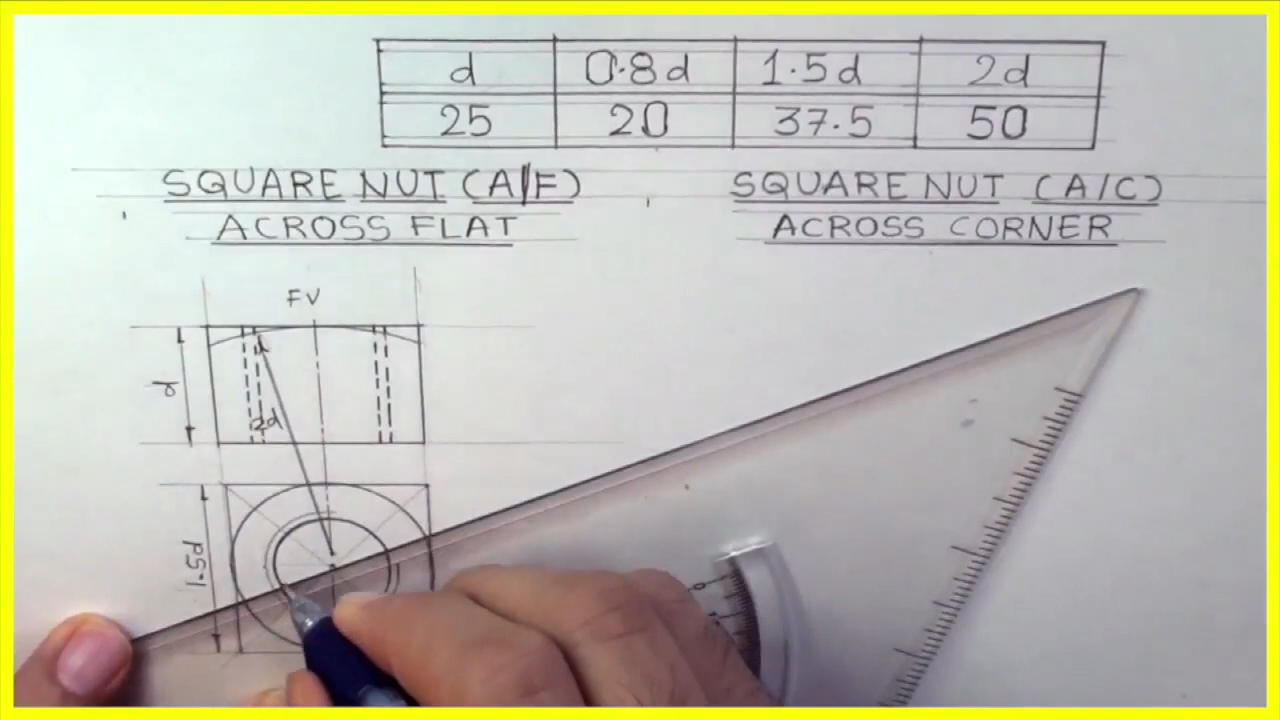 d 0.8d 1.5d 2d
25 20 37.5 50
SQUARE NUT (A/F)
ACROSS FLAT
SQUARE NUT (A/C)
ACROSS CORNER
FV
d
2d
1.5d